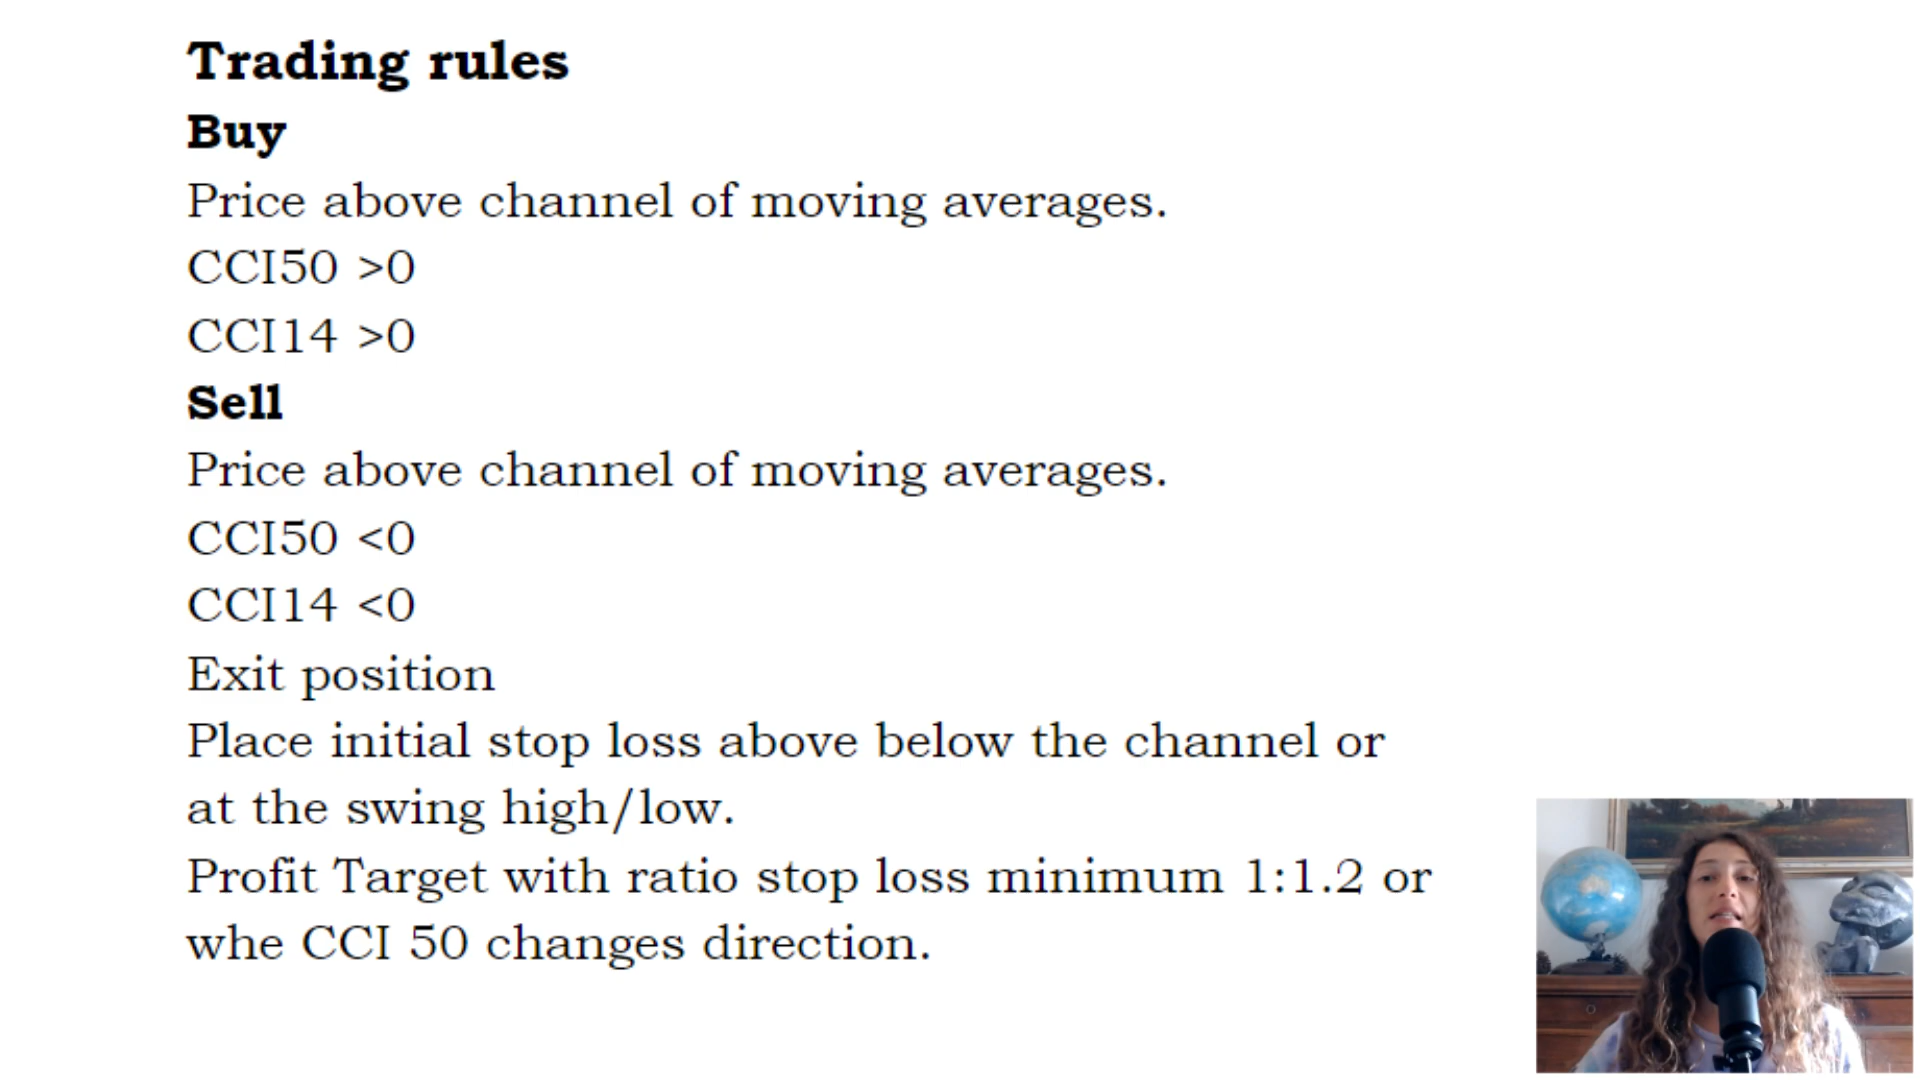 Trading rules
Buy
Price above channel of moving averages.
CCI50 >0
CCI14 >0
Sell
Price above channel of moving averages.
CCI50 <0
CCI14 <0
Exit position
Place initial stop loss above below the channel or
at the swing high/low.
Profit Target with ratio stop loss minimum 1:1.2 or
whe CCI 50 changes direction.